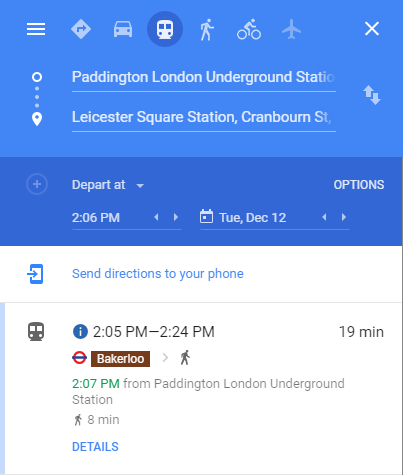 Paddington London Underground Statio
Leicester Square Station, Cranbourn St,
Depart at
OPTIONS
2:06 PM
Tue, Dec 12
Send directions to your phone
2:05 PM—2:24 PM
19 min
Bakerloo
2:07 PM from Paddington London Underground
Station
8 min
DETAILS